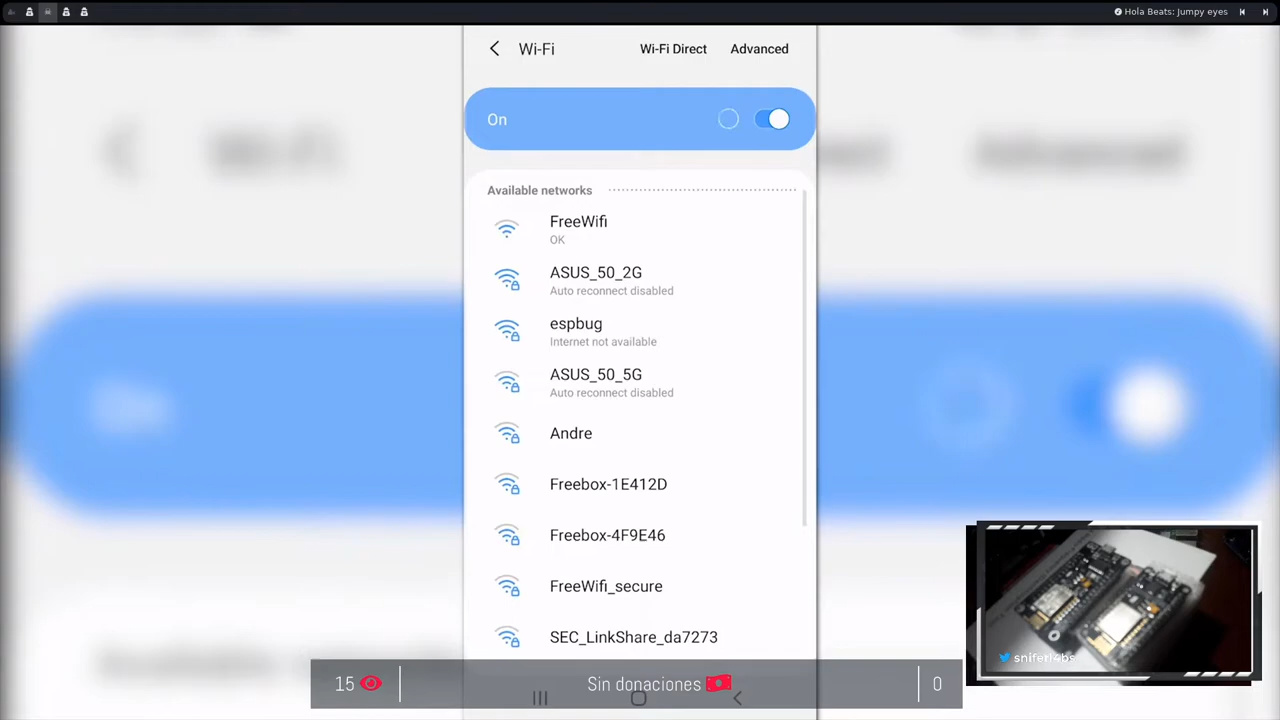 Hola Beats: Jumpy eyes
Wi-Fi
Wi-Fi Direct
Advanced
On
Available networks
FreeWifi
OK
ASUS_50_2G
Auto reconnect disabled
espbug
Internet not available
ASUS_50_5G
Auto reconnect disabled
Andre
Freebox-1E412D
Freebox-4F9E46
FreeWifi_secure
SEC_LinkShare_da7273
15
Sin donaciones
0
sniferl4bs